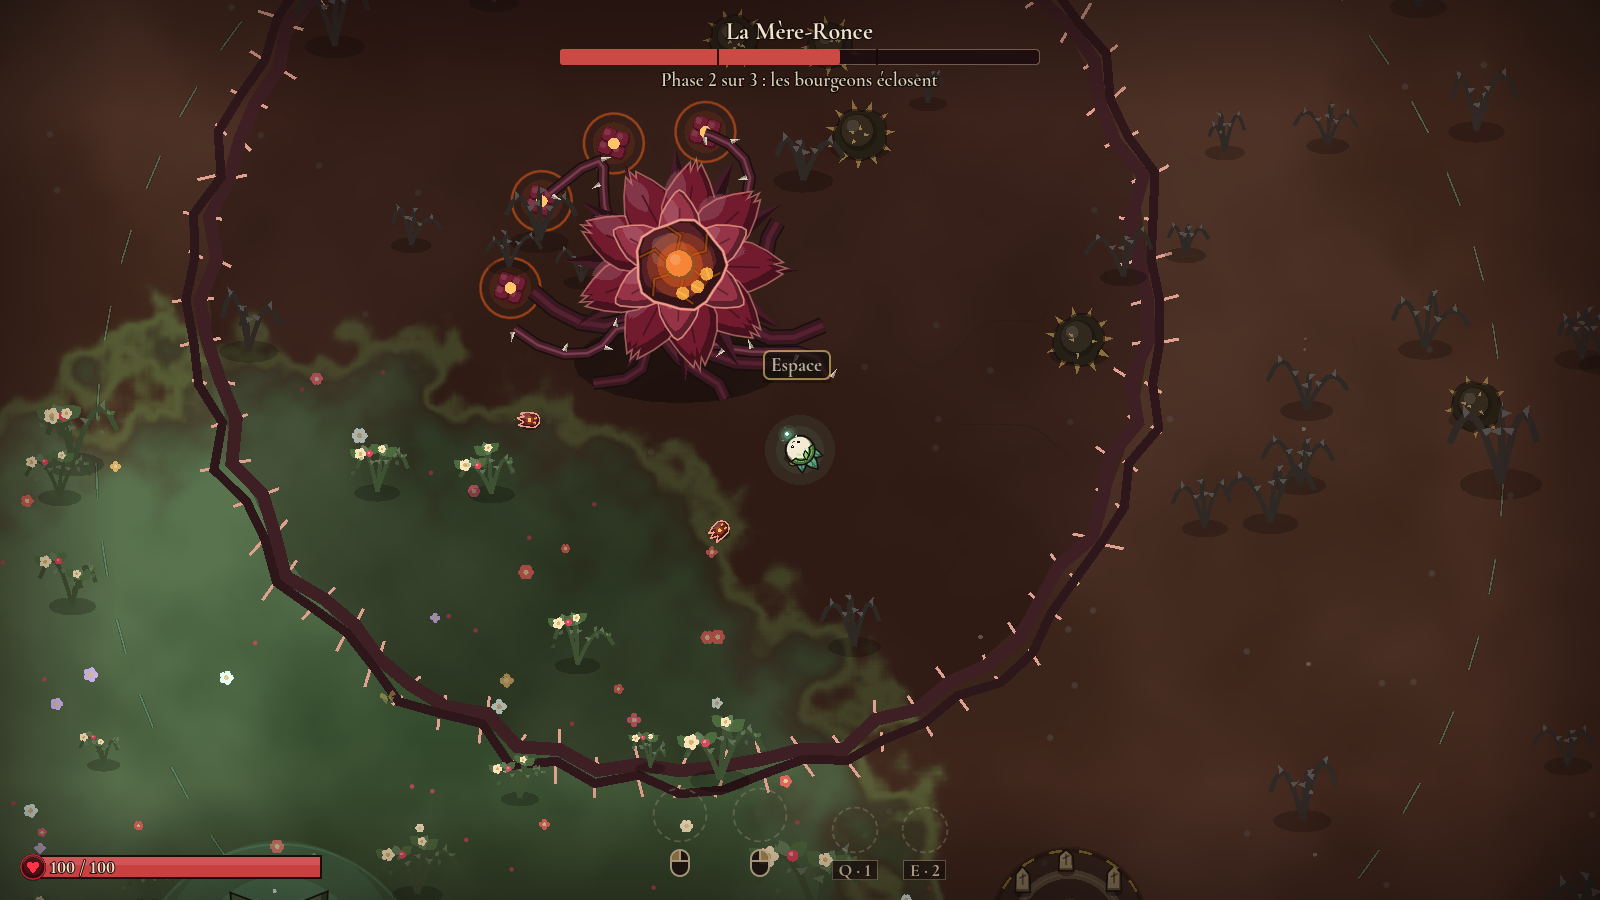 La Mère-Ronce
Phase 2 sur 3 : les bourgeons éclosent
Espace
100 / 100
Q · 1
E · 2